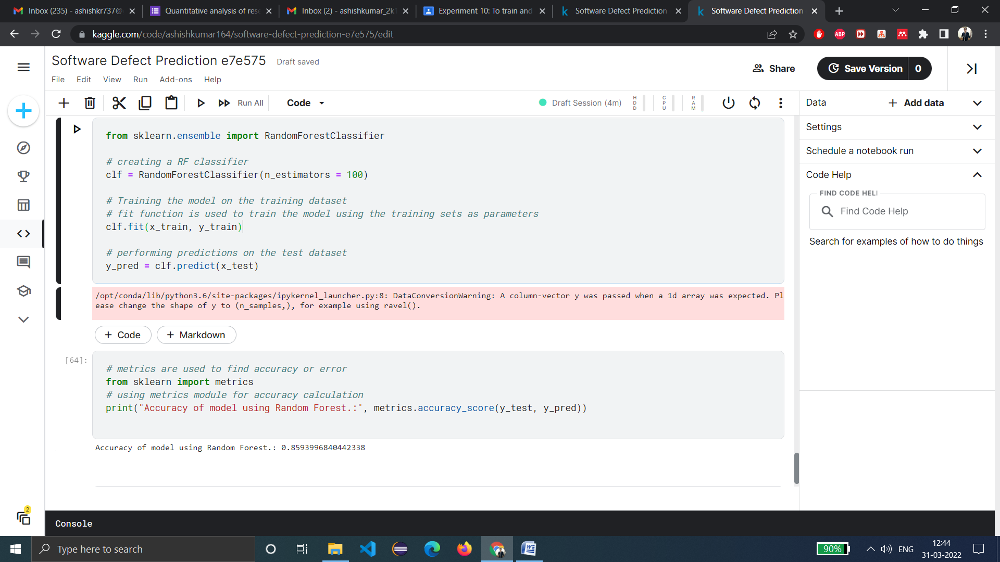 Inbox (235) - ashishkr737@
Quantitative analysis of rese
Inbox (2) - ashishkumar_2k1
Experiment 10: To train and
Software Defect Prediction
Software Defect Prediction
kaggle.com/code/ashishkumar164/software-defect-prediction-e7e575/edit
ABP
Software Defect Prediction e7e575
Draft saved
Share
Save Version
0
File
Edit
View
Run
Add-ons
Help
Run All
Code
Draft Session (4m)
HDD
CPU
RAM
Data
+ Add data
Settings
Schedule a notebook run
Code Help
FIND CODE HEL
Find Code Help
Search for examples of how to do things
from sklearn.ensemble import RandomForestClassifier
# creating a RF classifier
clf = RandomForestClassifier(n_estimators = 100)
# Training the model on the training dataset
# fit function is used to train the model using the training sets as parameters
clf.fit(x_train, y_train)
# performing predictions on the test dataset
y_pred = clf.predict(x_test)
/opt/conda/lib/python3.6/site-packages/ipykernel_launcher.py:8: DataConversionWarning: A column-vector y was passed when a 1d array was expected. Pl
ease change the shape of y to (n_samples,), for example using ravel().
+ Code
+ Markdown
[64]:
# metrics are used to find accuracy or error
from sklearn import metrics
# using metrics module for accuracy calculation
print("Accuracy of model using Random Forest.:", metrics.accuracy_score(y_test, y_pred))
Accuracy of model using Random Forest.: 0.8593996840442338
2
Console
Type here to search
90%
ENG
12:44
31-03-2022